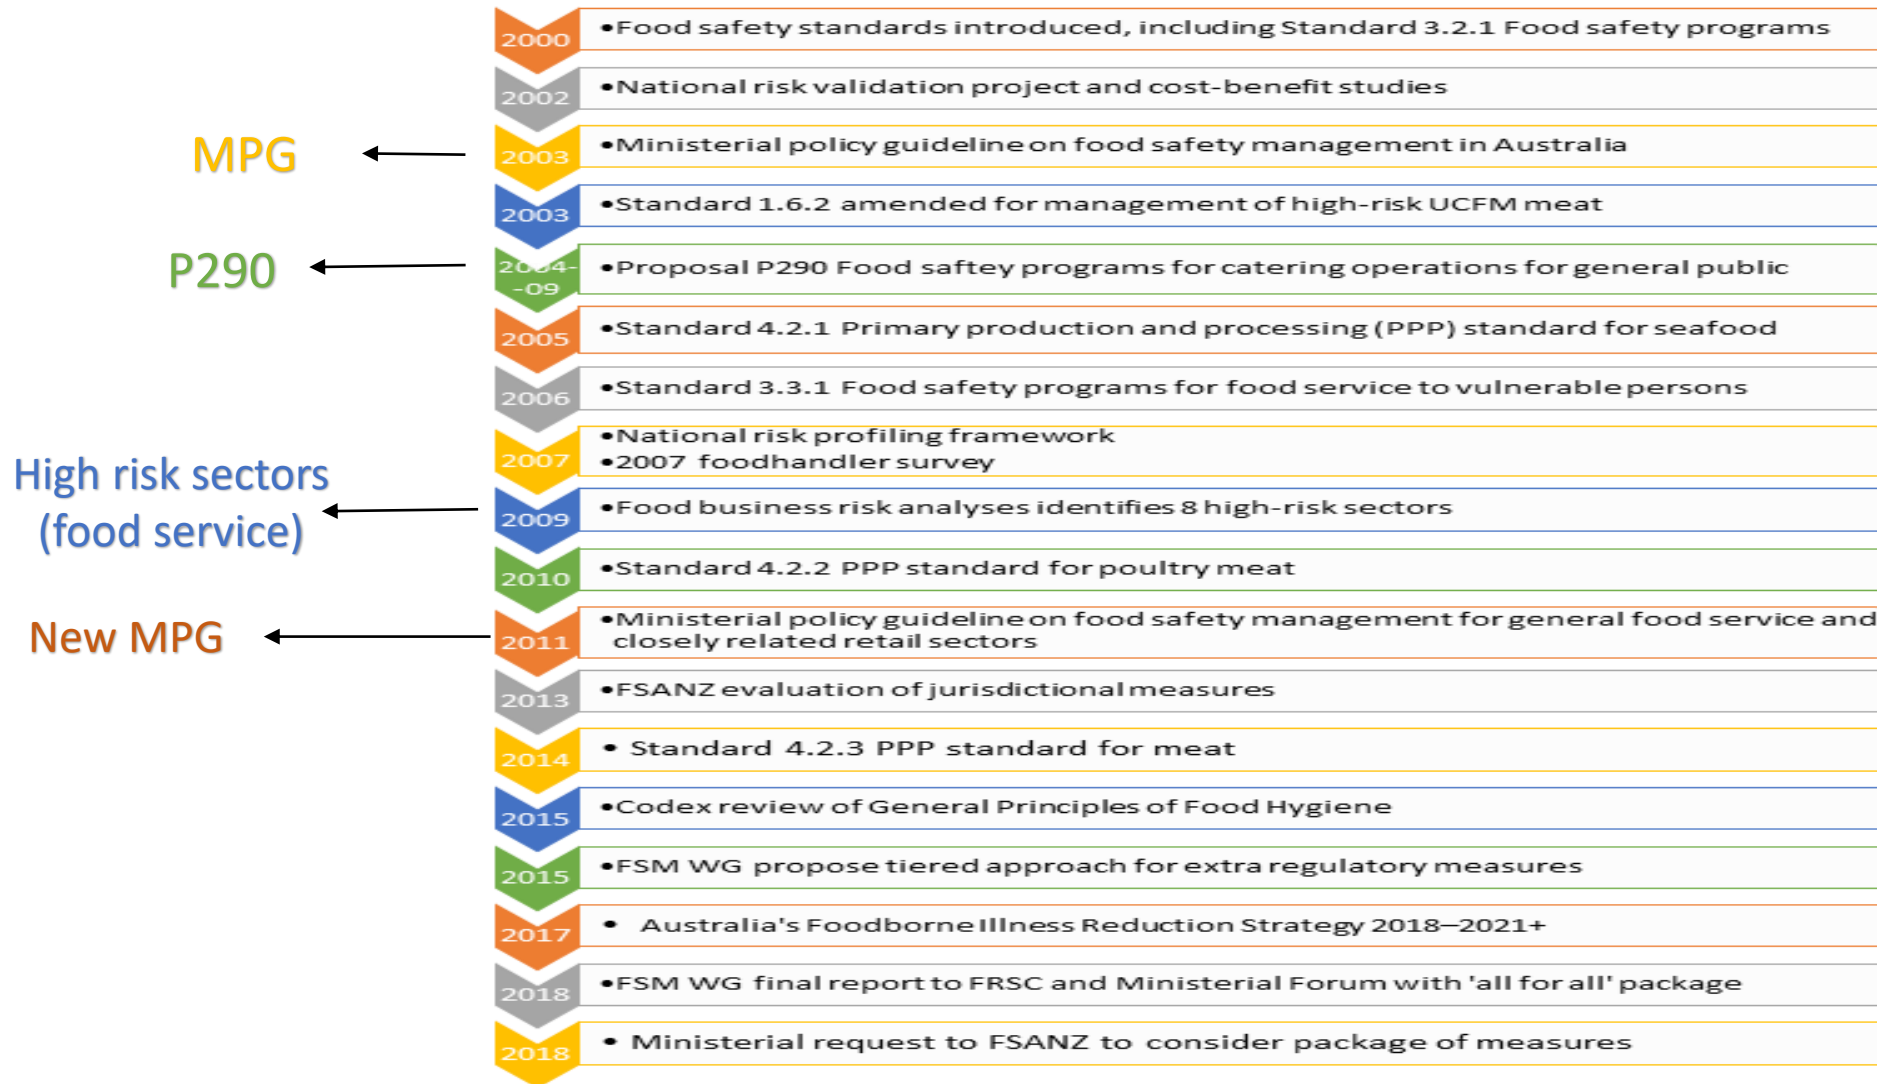 2000
•Food safety standards introduced, including Standard 3.2.1 Food safety programs
2002
•National risk validation project and cost-benefit studies
MPG
2003
•Ministerial policy guideline on food safety management in Australia
2003
•Standard 1.6.2 amended for management of high-risk UCFM meat
P290
2004-
-09
•Proposal P290 Food saftey programs for catering operations for general public
2005
•Standard 4.2.1 Primary production and processing (PPP) standard for seafood
2006
•Standard 3.3.1 Food safety programs for food service to vulnerable persons
2007
•National risk profiling framework
•2007 foodhandler survey
High risk sectors
(food service)
2009
•Food business risk analyses identifies 8 high-risk sectors
2010
•Standard 4.2.2 PPP standard for poultry meat
New MPG
2011
•Ministerial policy guideline on food safety management for general food service and
closely related retail sectors
2013
•FSANZ evaluation of jurisdictional measures
2014
• Standard 4.2.3 PPP standard for meat
2015
•Codex review of General Principles of Food Hygiene
2015
•FSM WG propose tiered approach for extra regulatory measures
2017
• Australia's Foodborne Illness Reduction Strategy 2018–2021+
2018
•FSM WG final report to FRSC and Ministerial Forum with 'all for all' package
2018
• Ministerial request to FSANZ to consider package of measures